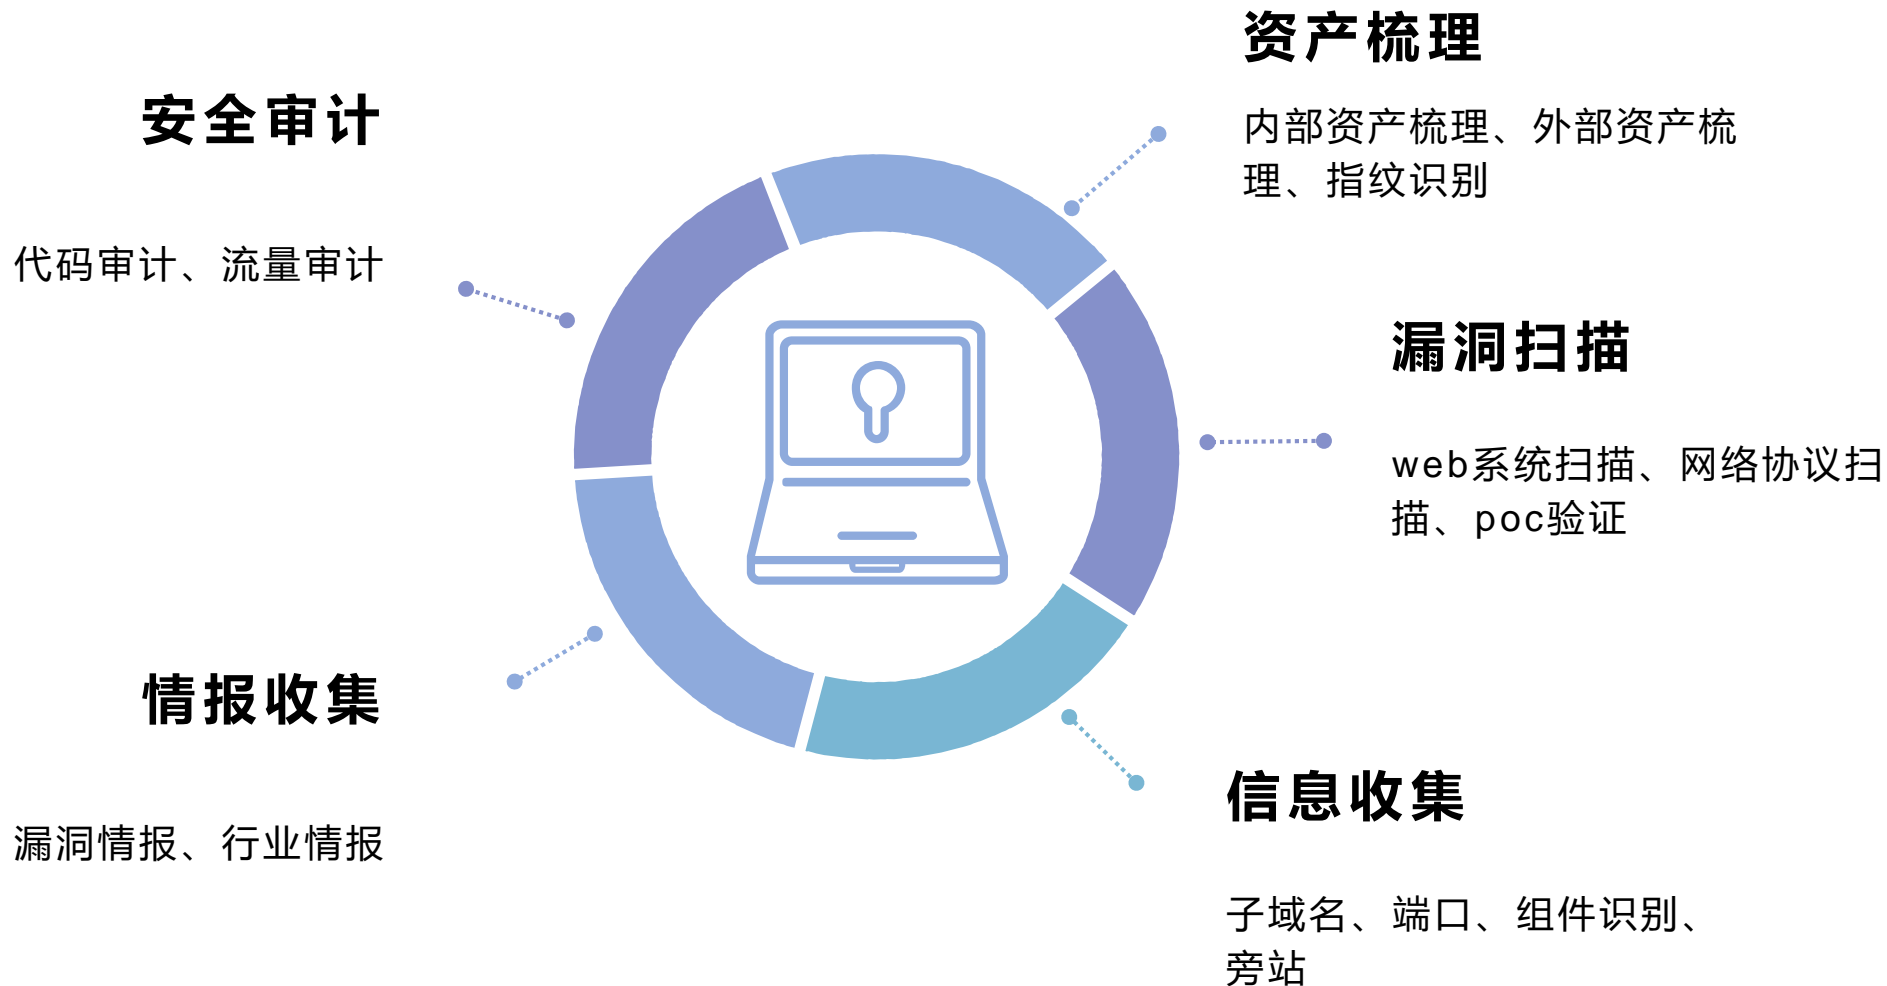 资产梳理
内部资产梳理、外部资产梳
理、指纹识别
安全审计
代码审计、流量审计
漏洞扫描
web系统扫描、网络协议扫
描、poc验证
情报收集
漏洞情报、行业情报
信息收集
子域名、端口、组件识别、
旁站